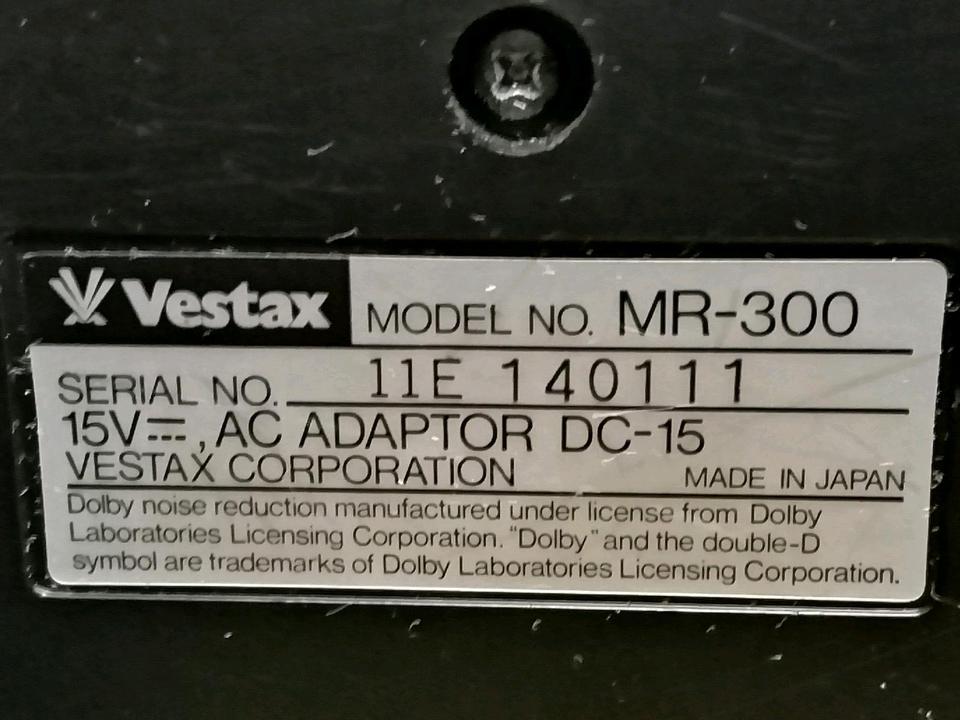 Vestax MODEL NO. MR-300
SERIAL NO. 11E 140111
15V⎓, AC ADAPTOR DC-15
VESTAX CORPORATION MADE IN JAPAN
Dolby noise reduction manufactured under license from Dolby
Laboratories Licensing Corporation. "Dolby" and the double-D
symbol are trademarks of Dolby Laboratories Licensing Corporation.